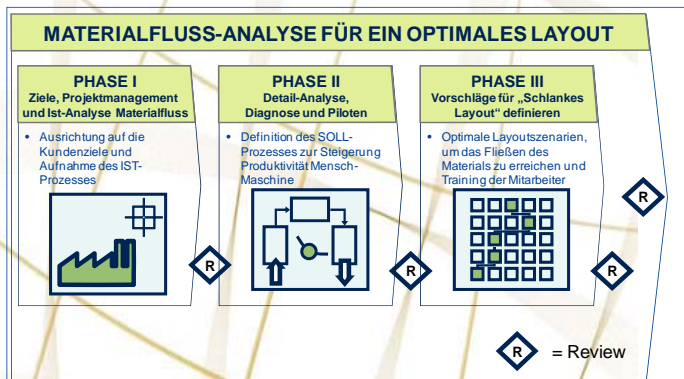 MATERIALFLUSS-ANALYSE FÜR EIN OPTIMALES LAYOUT
PHASE I
Ziele, Projektmanagement
und Ist-Analyse Materialfluss
• Ausrichtung auf die
Kundenziele und
Aufnahme des IST-
Prozesses
R
PHASE II
Detail-Analyse,
Diagnose und Piloten
• Definition des SOLL-
Prozesses zur Steigerung
Produktivität Mensch-
Maschine
R
PHASE III
Vorschläge für „Schlankes
Layout“ definieren
• Optimale Layoutszenarien,
um das Fließen des
Materials zu erreichen und
Training der Mitarbeiter
R
R
R = Review